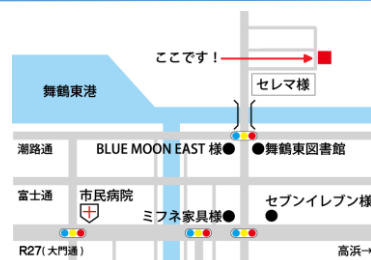 ここです！
セレマ様
舞鶴東港
潮路通
BLUE MOON EAST 様
舞鶴東図書館
富士通
市民病院
セブンイレブン様
ミフネ家具様
R27(大門通)
高浜→